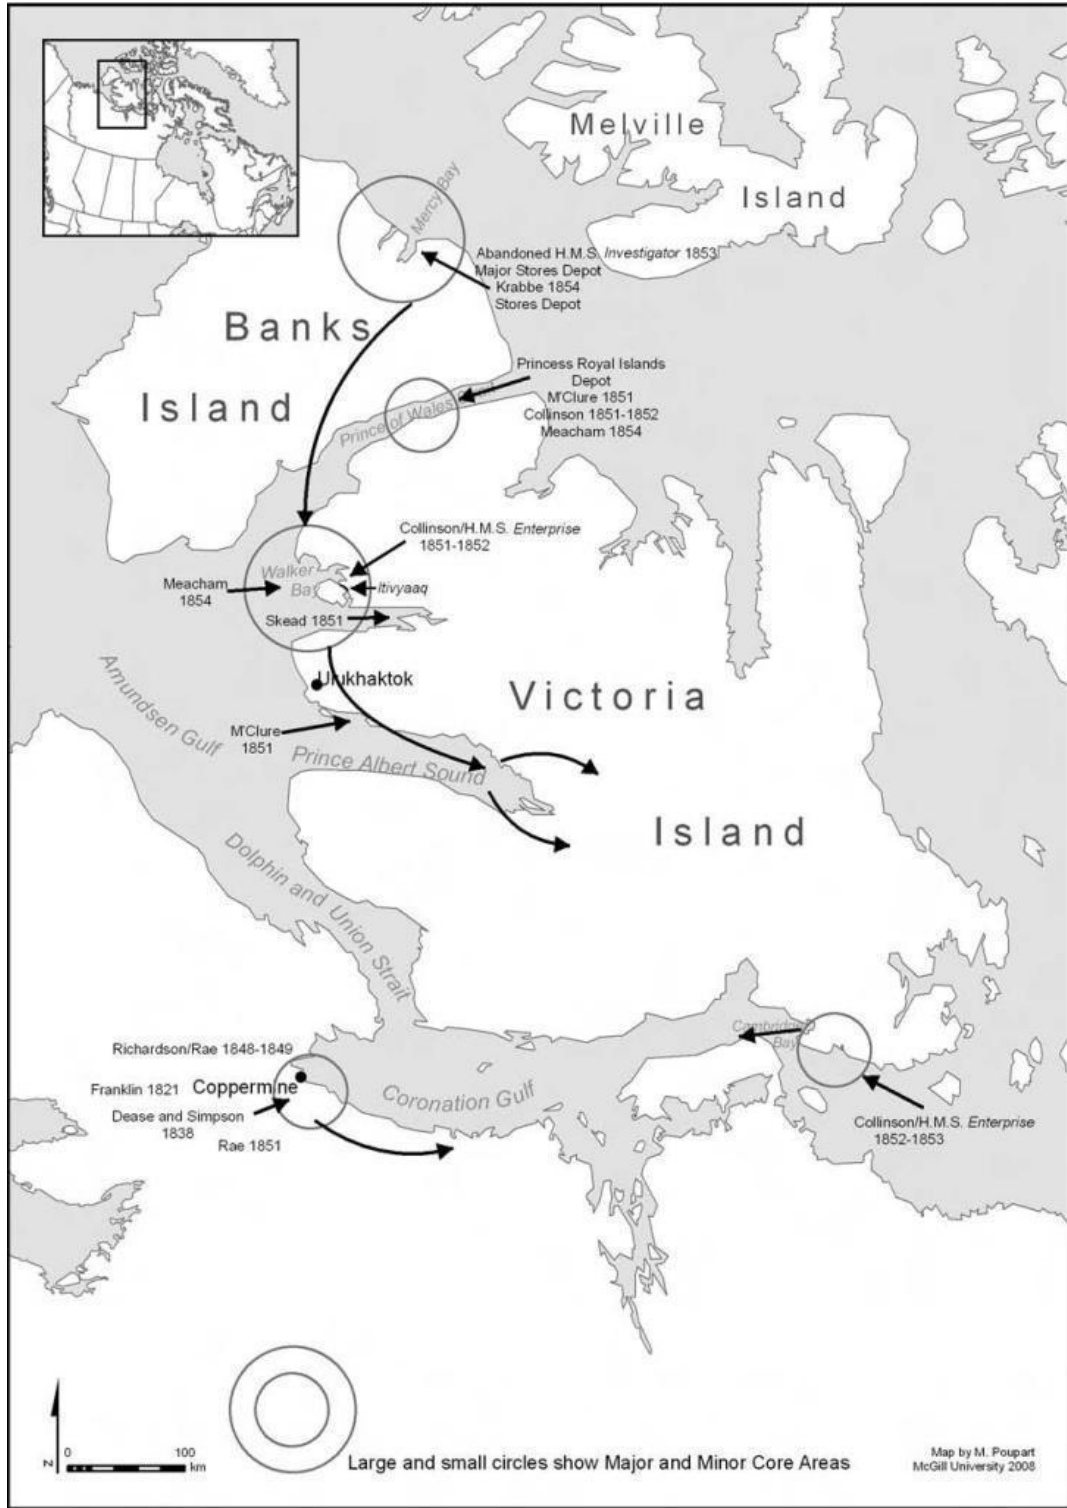 Melville
Island
Mercy Bay
Abandoned H.M.S. Investigator 1853
Major Stores Depot
Krabbe 1854
Stores Depot
Banks
Island
Princess Royal Islands
Depot
M'Clure 1851
Collinson 1851-1852
Meacham 1854
Prince of Wales
Collinson/H.M.S. Enterprise
1851-1852
Walker
Bay
Itivyaaq
Meacham
1854
Skead 1851
Ulukhaktok
Victoria
Island
Amundsen Gulf
M'Clure
1851
Prince Albert Sound
Dolphin and Union Strait
Cambridge
Bay
Richardson/Rae 1848-1849
Franklin 1821
Coppermine
Dease and Simpson
1838
Rae 1851
Coronation Gulf
Collinson/H.M.S. Enterprise
1852-1853
N
0 100
km
Large and small circles show Major and Minor Core Areas
Map by M. Poupart
McGill University 2008